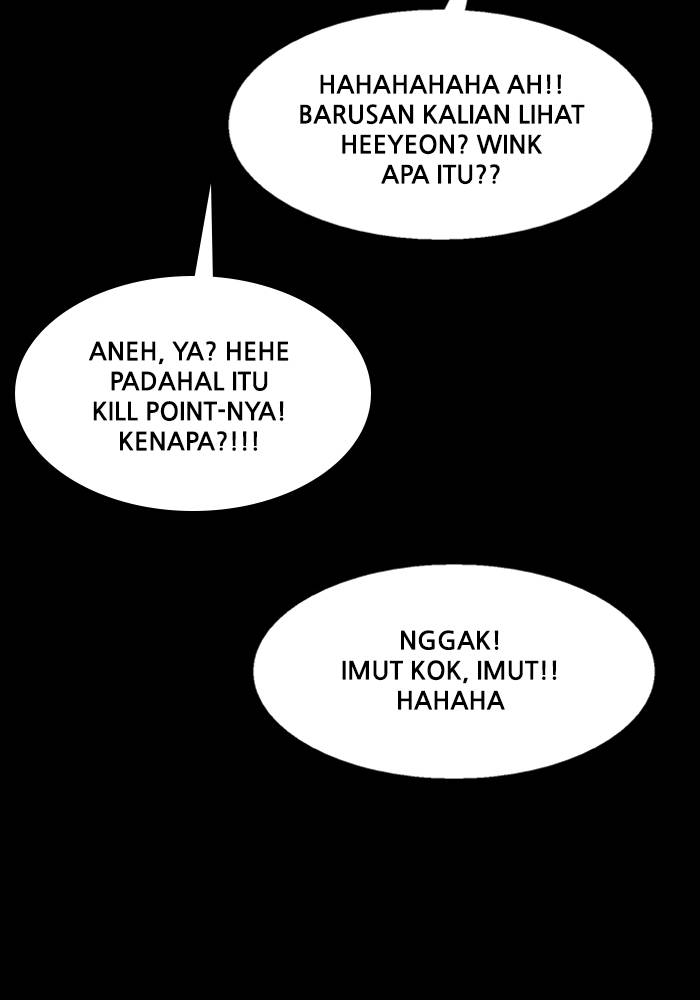 HAHAHAHAHA AH!!
BARUSAN KALIAN LIHAT
HEEYEON? WINK
APA ITU??
ANEH, YA? HEHE
PADAHAL ITU
KILL POINT-NYA!
KENAPA?!!!
NGGAK!
IMUT KOK, IMUT!!
HAHAHA